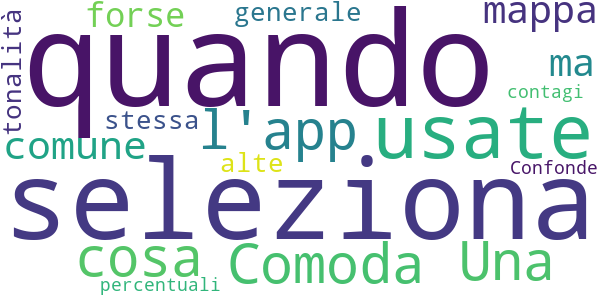 forse generale mappa
tonalità quando ma
contagi
stessa l'app usate
comune alte Confonde
seleziona
cosa Comoda Una
percentuali